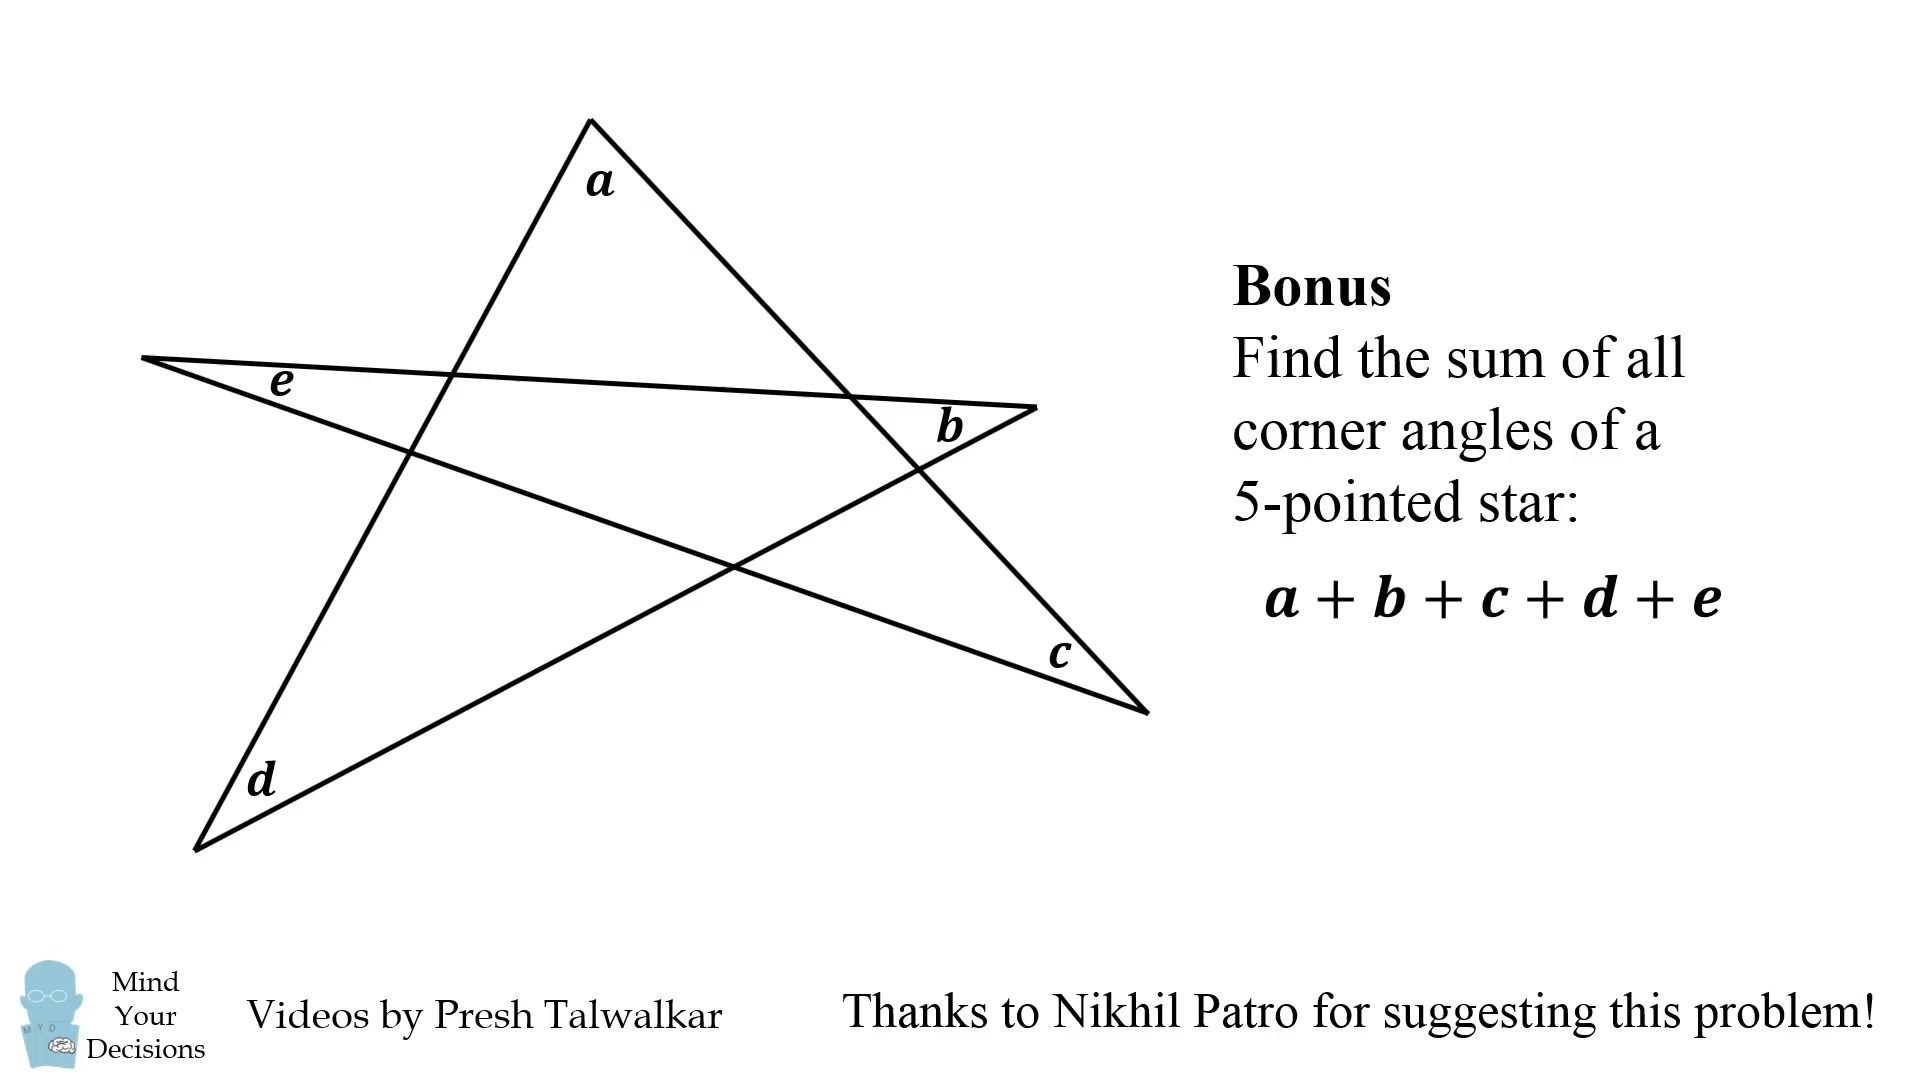 a
e
b
c
d
Bonus
Find the sum of all
corner angles of a
5-pointed star:
a + b + c + d + e
M Y D
Mind
Your
Decisions
Videos by Presh Talwalkar
Thanks to Nikhil Patro for suggesting this problem!